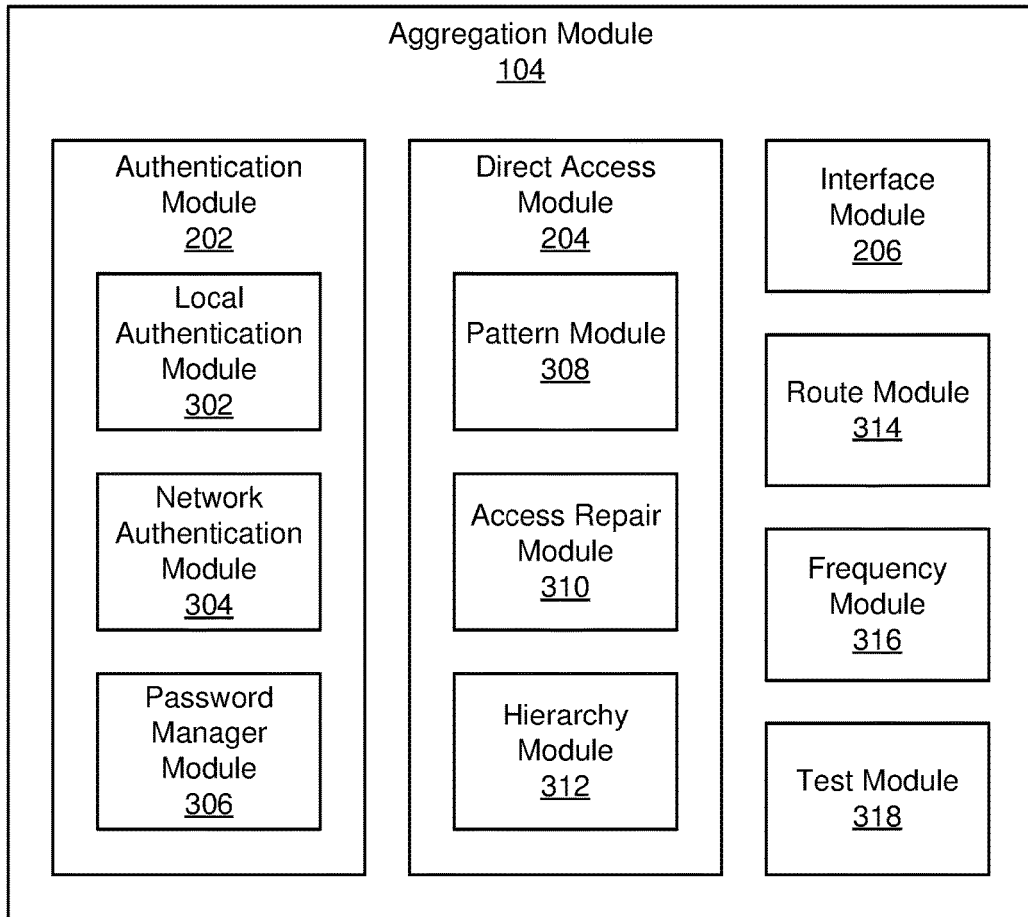 Aggregation Module
104
Authentication
Module
202
Local
Authentication
Module
302
Network
Authentication
Module
304
Password
Manager
Module
306
Direct Access
Module
204
Pattern Module
308
Access Repair
Module
310
Hierarchy
Module
312
Interface
Module
206
Route Module
314
Frequency
Module
316
Test Module
318